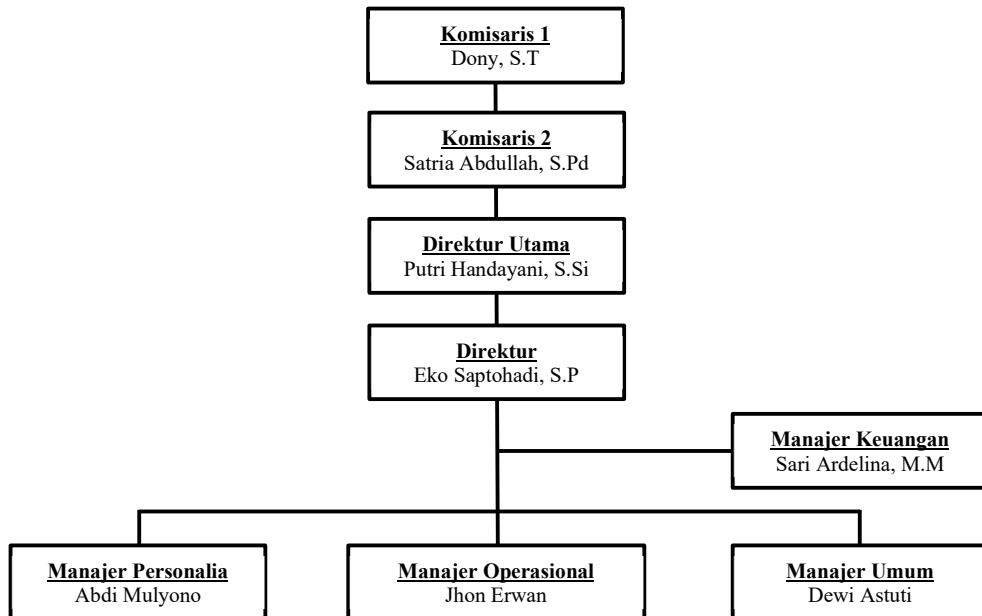 Komisaris 1
Dony, S.T
Komisaris 2
Satria Abdullah, S.Pd
Direktur Utama
Putri Handayani, S.Si
Direktur
Eko Saptohadi, S.P
Manajer Keuangan
Sari Ardelina, M.M
Manajer Personalia
Abdi Mulyono
Manajer Operasional
Jhon Erwan
Manajer Umum
Dewi Astuti